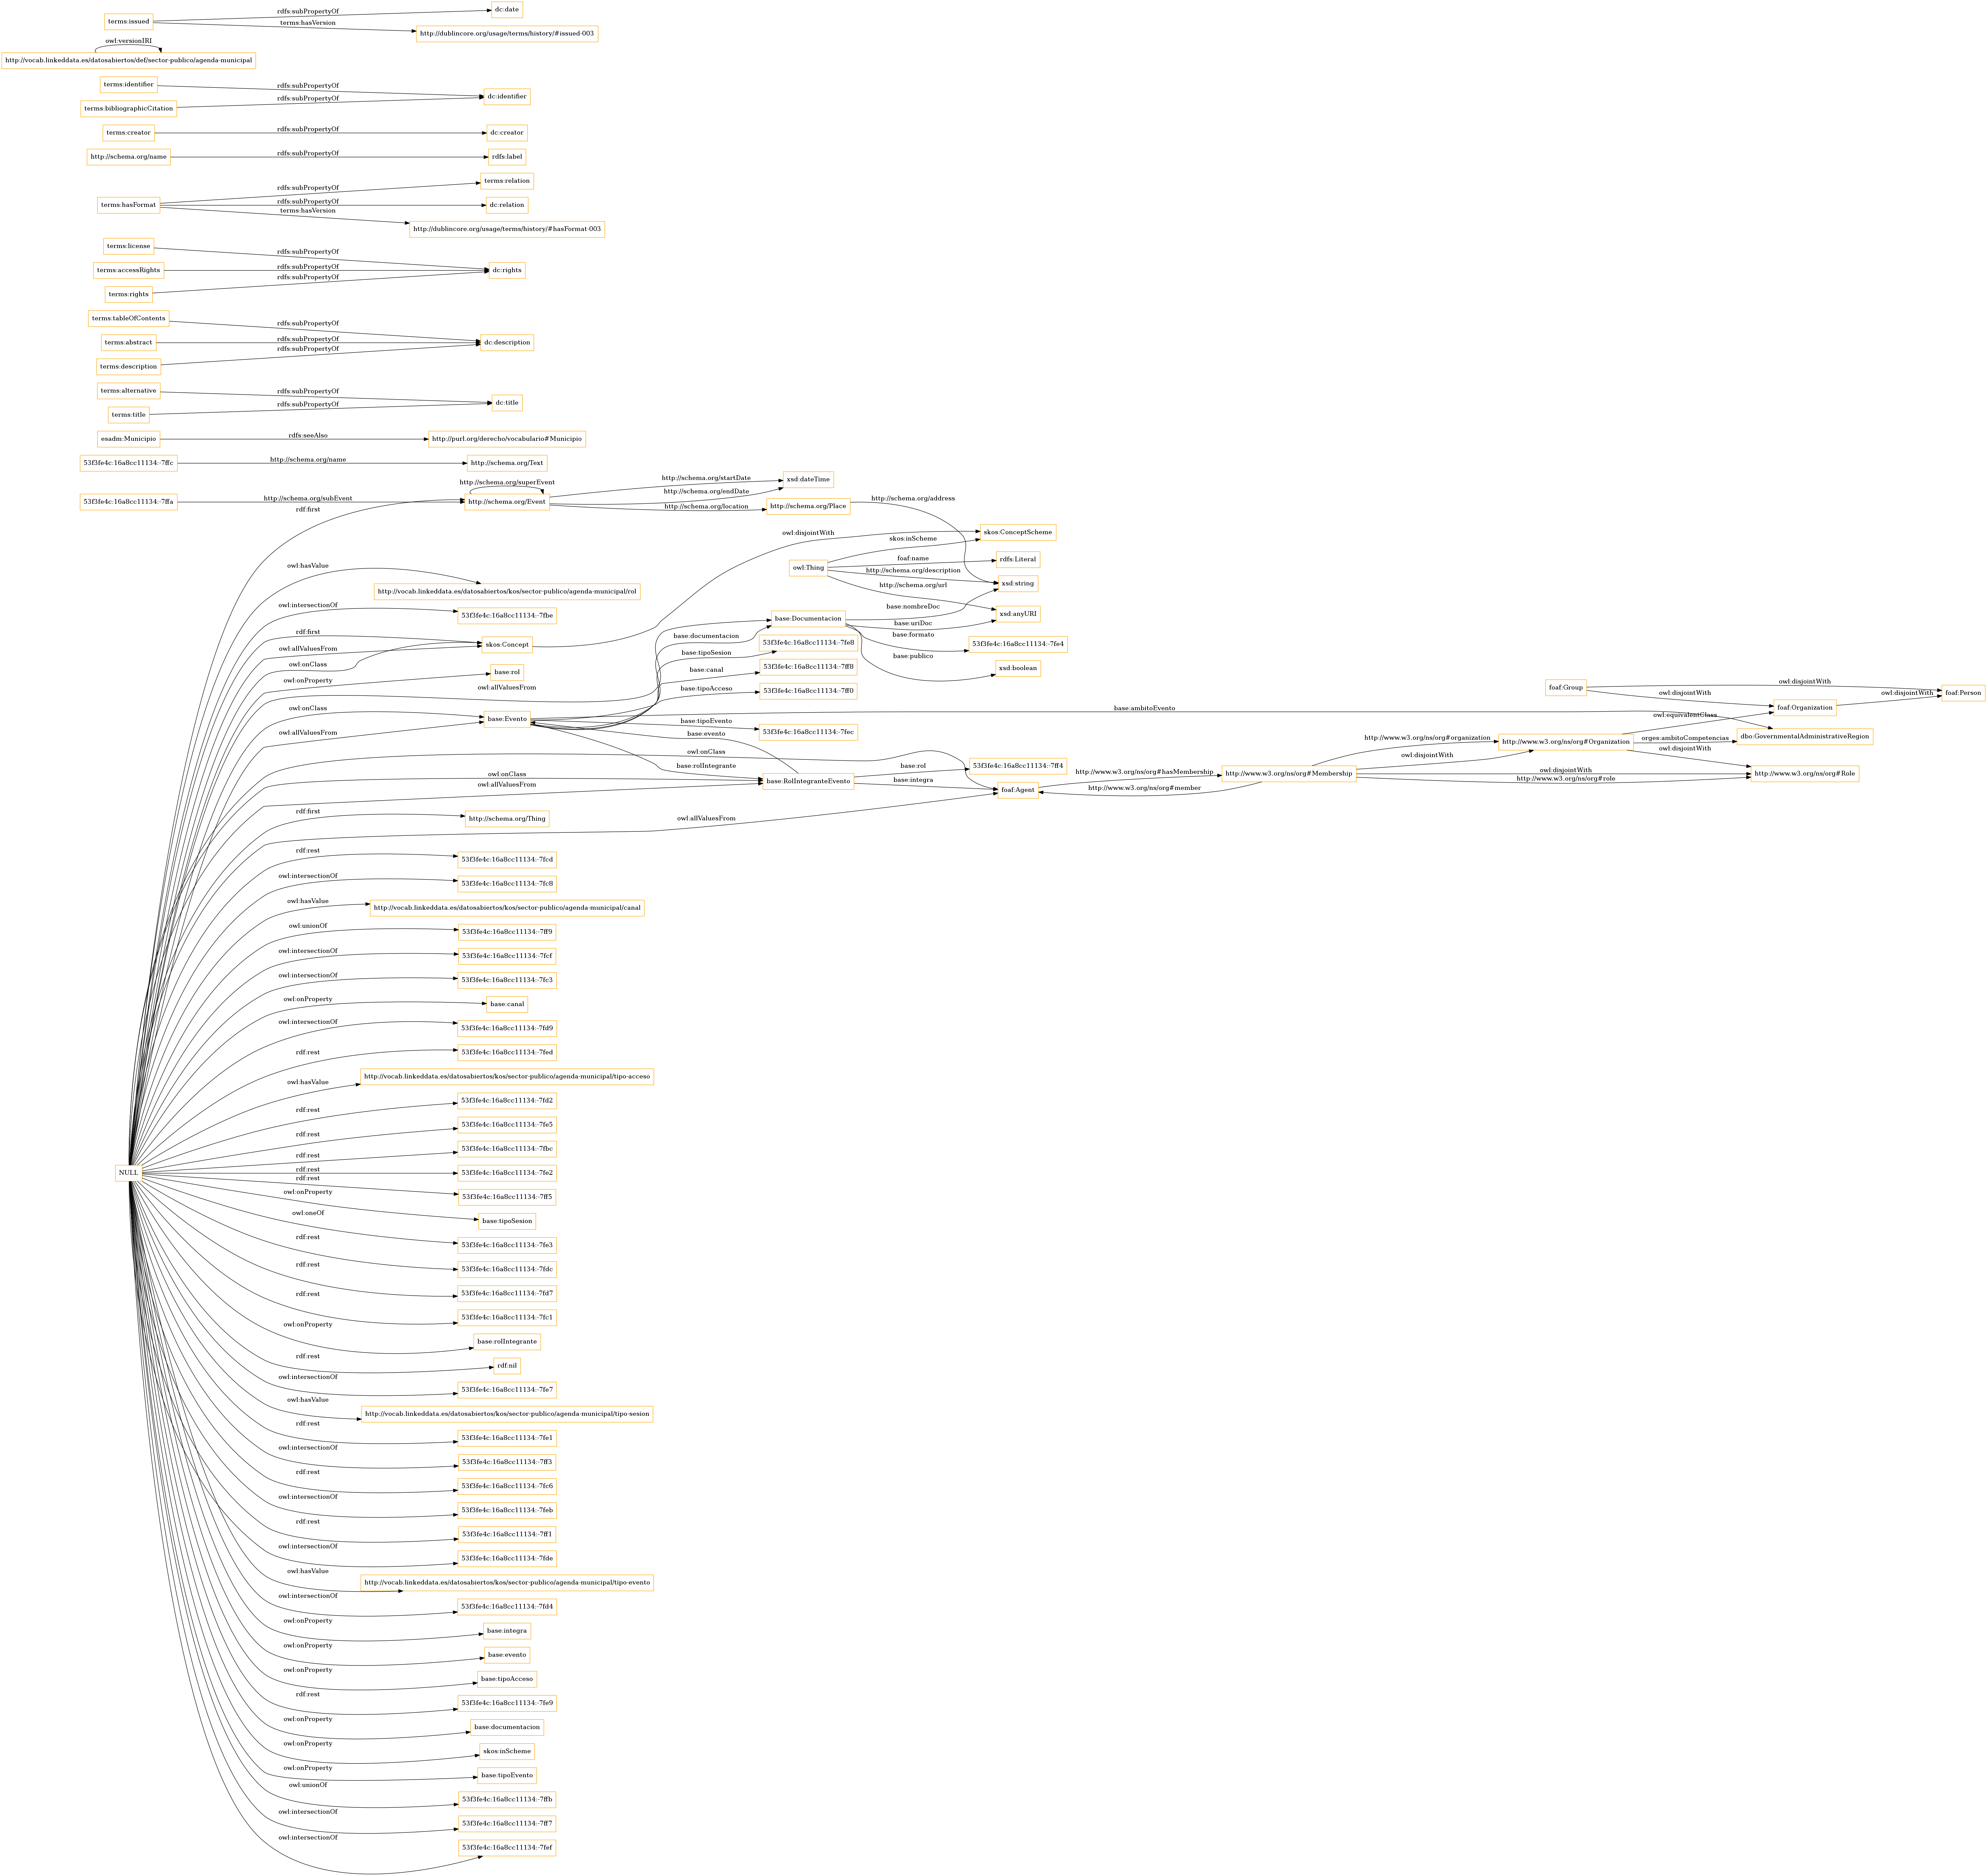 terms:issued
rdfs:subPropertyOf
dc:date
terms:hasVersion
http://dublincore.org/usage/terms/history/#issued-003
owl:versionIRI
http://vocab.linkeddata.es/datosabiertos/def/sector-publico/agenda-municipal
terms:identifier
rdfs:subPropertyOf
dc:identifier
terms:bibliographicCitation
rdfs:subPropertyOf
terms:creator
rdfs:subPropertyOf
dc:creator
http://schema.org/name
rdfs:subPropertyOf
rdfs:label
terms:hasFormat
rdfs:subPropertyOf
terms:relation
rdfs:subPropertyOf
dc:relation
terms:hasVersion
http://dublincore.org/usage/terms/history/#hasFormat-003
terms:license
rdfs:subPropertyOf
terms:accessRights
rdfs:subPropertyOf
dc:rights
terms:rights
rdfs:subPropertyOf
terms:tableOfContents
rdfs:subPropertyOf
terms:abstract
rdfs:subPropertyOf
dc:description
terms:description
rdfs:subPropertyOf
terms:alternative
rdfs:subPropertyOf
dc:title
terms:title
rdfs:subPropertyOf
esadm:Municipio
rdfs:seeAlso
http://purl.org/derecho/vocabulario#Municipio
53f3fe4c:16a8cc11134:-7ffc
http://schema.org/name
http://schema.org/Text
53f3fe4c:16a8cc11134:-7ffa
http://schema.org/subEvent
http://schema.org/superEvent
http://schema.org/Event
rdf:first
http://schema.org/startDate
xsd:dateTime
http://schema.org/endDate
http://schema.org/location
http://schema.org/Place
http://schema.org/address
owl:disjointWith
skos:inScheme
skos:ConceptScheme
owl:Thing
foaf:name
rdfs:Literal
http://schema.org/description
xsd:string
http://schema.org/url
xsd:anyURI
owl:hasValue
http://vocab.linkeddata.es/datosabiertos/kos/sector-publico/agenda-municipal/rol
owl:intersectionOf
53f3fe4c:16a8cc11134:-7fbe
rdf:first
skos:Concept
owl:allValuesFrom
owl:onClass
owl:onProperty
base:rol
base:Documentacion
base:nombreDoc
base:uriDoc
base:formato
53f3fe4c:16a8cc11134:-7fe4
base:publico
xsd:boolean
base:documentacion
53f3fe4c:16a8cc11134:-7fe8
base:tipoSesion
base:canal
53f3fe4c:16a8cc11134:-7ff8
owl:allValuesFrom
base:tipoAcceso
53f3fe4c:16a8cc11134:-7ff0
owl:onClass
base:Evento
base:ambitoEvento
base:tipoEvento
53f3fe4c:16a8cc11134:-7fec
owl:allValuesFrom
base:evento
foaf:Group
owl:disjointWith
foaf:Person
owl:disjointWith
foaf:Organization
owl:disjointWith
owl:equivalentClass
dbo:GovernmentalAdministrativeRegion
http://www.w3.org/ns/org#organization
http://www.w3.org/ns/org#Organization
orges:ambitoCompetencias
owl:disjointWith
owl:disjointWith
owl:onClass
base:rolIntegrante
base:rol
53f3fe4c:16a8cc11134:-7ff4
http://www.w3.org/ns/org#hasMembership
http://www.w3.org/ns/org#Membership
owl:disjointWith
http://www.w3.org/ns/org#role
http://www.w3.org/ns/org#Role
owl:onClass
base:RolIntegranteEvento
base:integra
foaf:Agent
http://www.w3.org/ns/org#member
owl:allValuesFrom
rdf:first
http://schema.org/Thing
owl:allValuesFrom
rdf:rest
53f3fe4c:16a8cc11134:-7fcd
owl:intersectionOf
53f3fe4c:16a8cc11134:-7fc8
owl:hasValue
http://vocab.linkeddata.es/datosabiertos/kos/sector-publico/agenda-municipal/canal
owl:unionOf
53f3fe4c:16a8cc11134:-7ff9
owl:intersectionOf
53f3fe4c:16a8cc11134:-7fcf
owl:intersectionOf
53f3fe4c:16a8cc11134:-7fc3
owl:onProperty
base:canal
owl:intersectionOf
53f3fe4c:16a8cc11134:-7fd9
rdf:rest
53f3fe4c:16a8cc11134:-7fed
owl:hasValue
http://vocab.linkeddata.es/datosabiertos/kos/sector-publico/agenda-municipal/tipo-acceso
rdf:rest
53f3fe4c:16a8cc11134:-7fd2
rdf:rest
53f3fe4c:16a8cc11134:-7fe5
rdf:rest
53f3fe4c:16a8cc11134:-7fbc
NULL
rdf:rest
53f3fe4c:16a8cc11134:-7fe2
rdf:rest
53f3fe4c:16a8cc11134:-7ff5
owl:onProperty
base:tipoSesion
owl:oneOf
53f3fe4c:16a8cc11134:-7fe3
rdf:rest
53f3fe4c:16a8cc11134:-7fdc
rdf:rest
53f3fe4c:16a8cc11134:-7fd7
rdf:rest
53f3fe4c:16a8cc11134:-7fc1
owl:onProperty
base:rolIntegrante
rdf:rest
rdf:nil
owl:intersectionOf
53f3fe4c:16a8cc11134:-7fe7
owl:hasValue
http://vocab.linkeddata.es/datosabiertos/kos/sector-publico/agenda-municipal/tipo-sesion
rdf:rest
53f3fe4c:16a8cc11134:-7fe1
owl:intersectionOf
53f3fe4c:16a8cc11134:-7ff3
rdf:rest
53f3fe4c:16a8cc11134:-7fc6
owl:intersectionOf
53f3fe4c:16a8cc11134:-7feb
rdf:rest
53f3fe4c:16a8cc11134:-7ff1
owl:intersectionOf
53f3fe4c:16a8cc11134:-7fde
owl:hasValue
http://vocab.linkeddata.es/datosabiertos/kos/sector-publico/agenda-municipal/tipo-evento
owl:intersectionOf
53f3fe4c:16a8cc11134:-7fd4
owl:onProperty
base:integra
owl:onProperty
base:evento
owl:onProperty
base:tipoAcceso
rdf:rest
53f3fe4c:16a8cc11134:-7fe9
owl:onProperty
base:documentacion
owl:onProperty
skos:inScheme
owl:onProperty
base:tipoEvento
owl:unionOf
53f3fe4c:16a8cc11134:-7ffb
owl:intersectionOf
53f3fe4c:16a8cc11134:-7ff7
owl:intersectionOf
53f3fe4c:16a8cc11134:-7fef